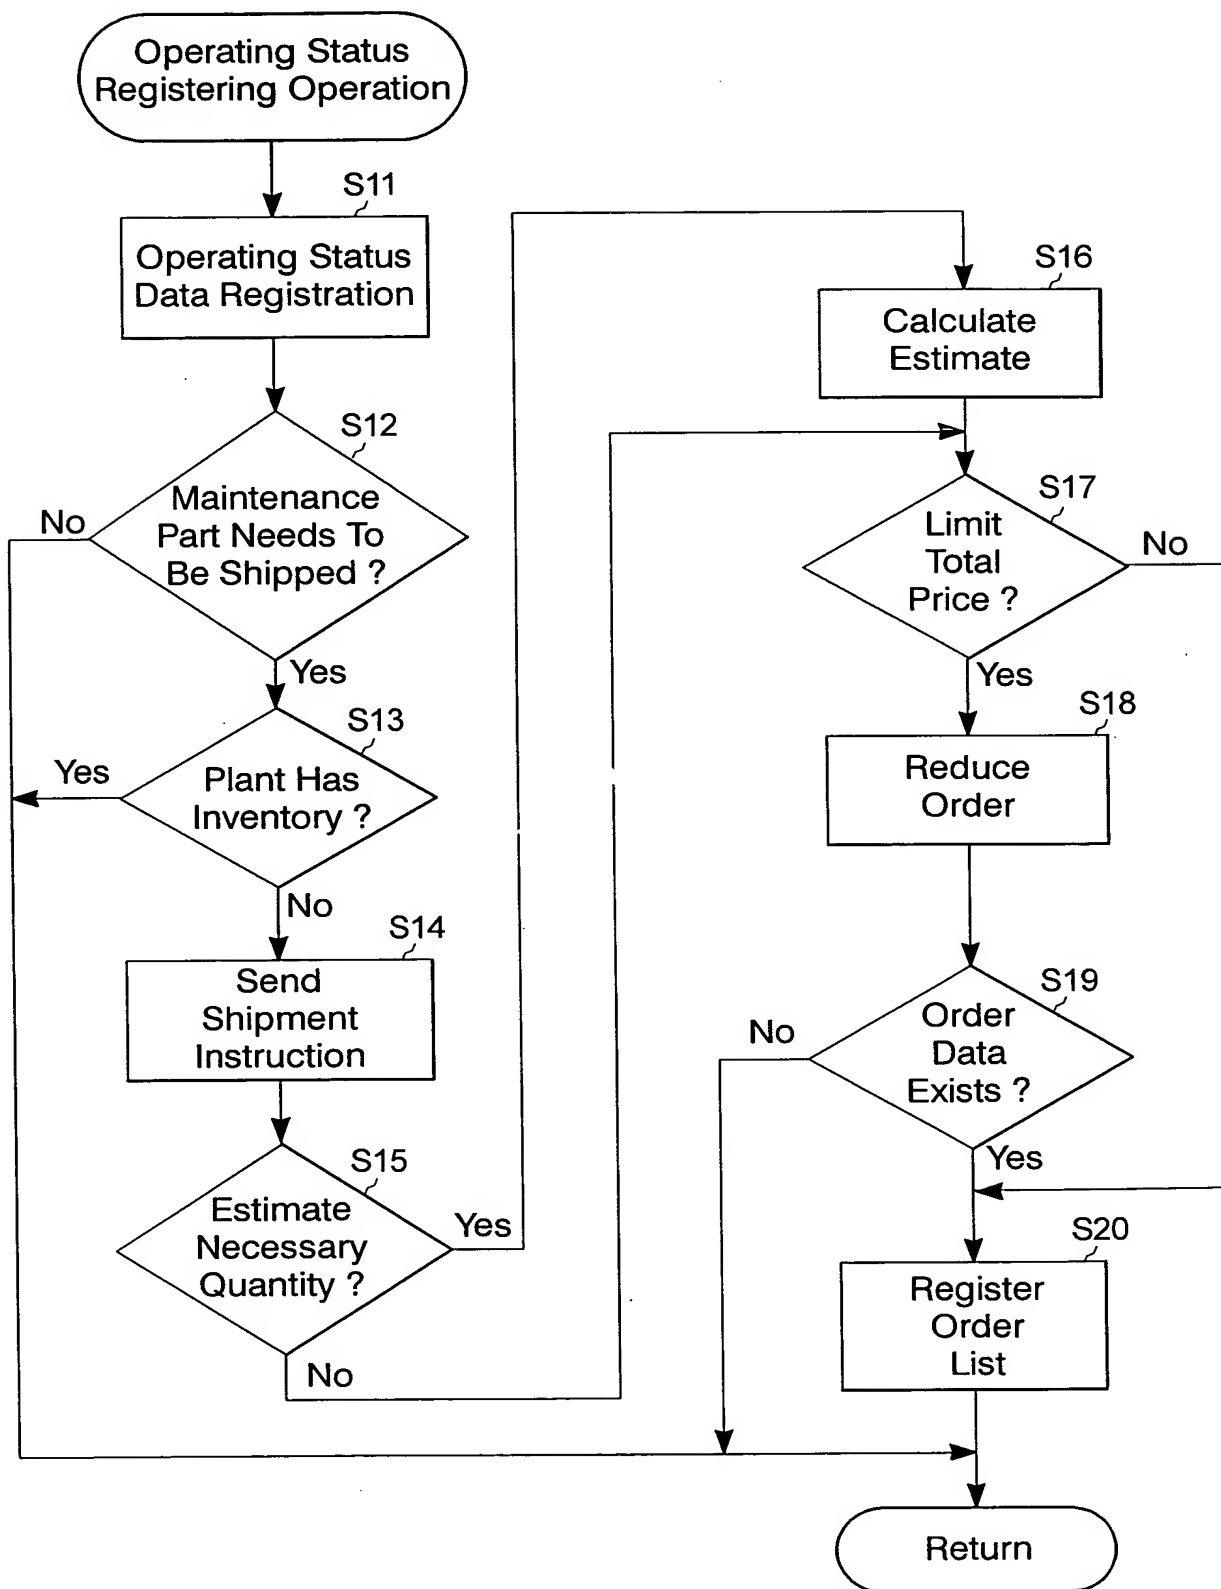 Operating Status
Registering Operation
S11
Operating Status
Data Registration
S12
Maintenance
Part Needs To
Be Shipped ?
No
Yes
S13
Plant Has
Inventory ?
Yes
No
S14
Send
Shipment
Instruction
S15
Estimate
Necessary
Quantity ?
Yes
No
S16
Calculate
Estimate
S17
Limit
Total
Price ?
No
Yes
S18
Reduce
Order
S19
Order
Data
Exists ?
No
Yes
S20
Register
Order
List
Return